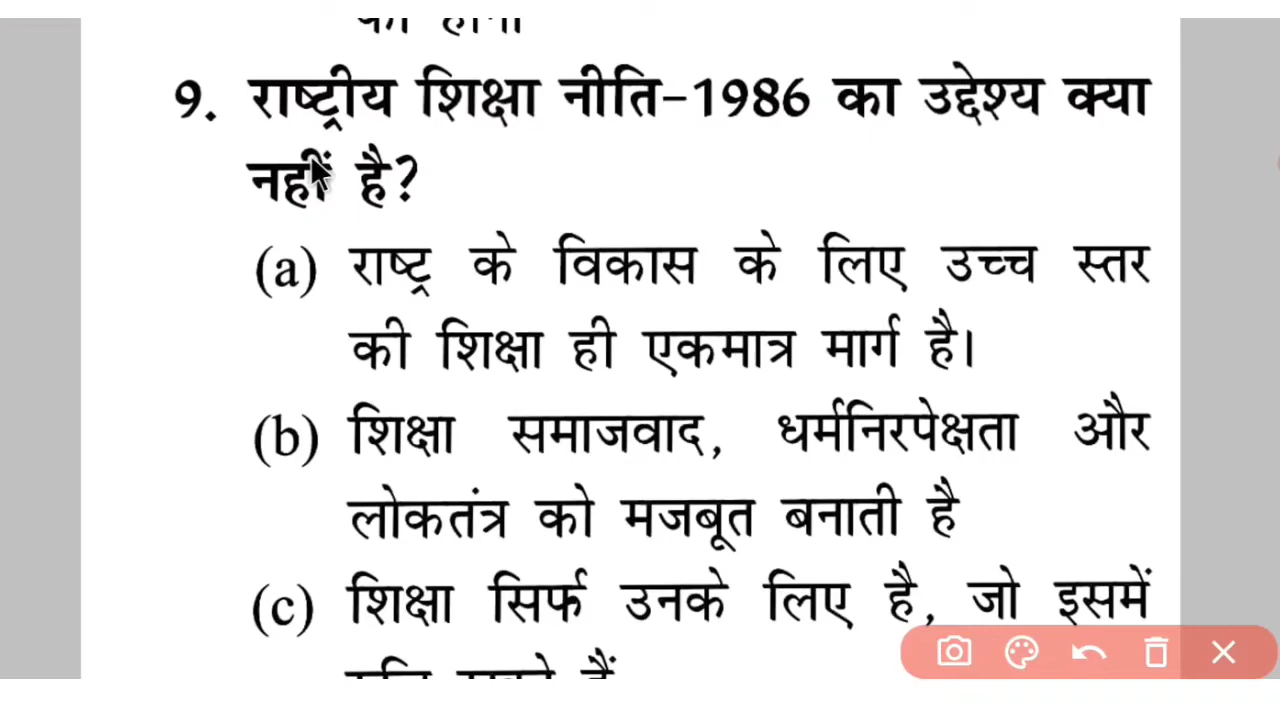 9. राष्ट्रीय शिक्षा नीति–1986 का उद्देश्य क्या
नहीं है?
(a) राष्ट्र के विकास के लिए उच्च स्तर
की शिक्षा ही एकमात्र मार्ग है।
(b) शिक्षा समाजवाद, धर्मनिरपेक्षता और
लोकतंत्र को मजबूत बनाती है
(c) शिक्षा सिर्फ उनके लिए है, जो इसमें